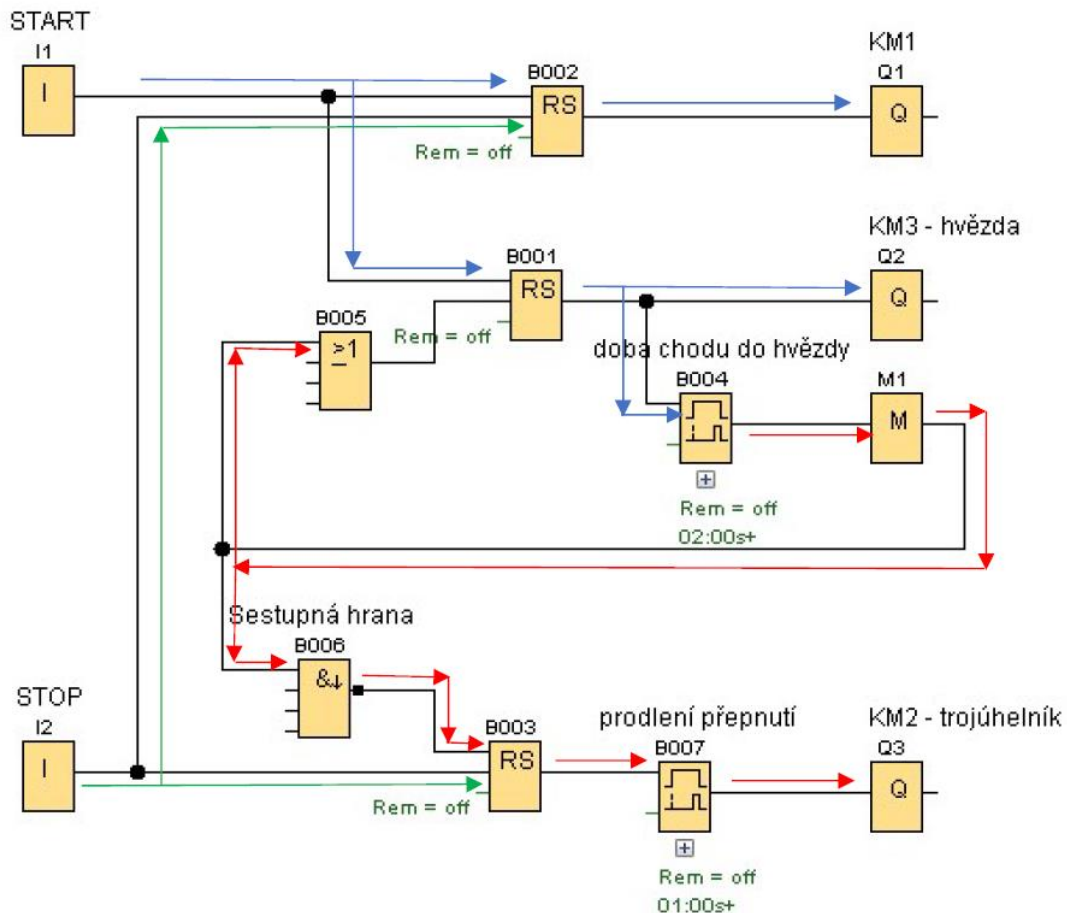 START
I1
I
B002
RS
Rem = off
KM1
Q1
Q
KM3 - hvězda
Q2
Q
B001
RS
Rem = off
B005
>1
doba chodu do hvězdy
B004
Rem = off
02:00s+
M1
M
Sestupná hrana
B006
&↓
STOP
I2
I
B003
RS
Rem = off
prodlení přepnutí
B007
Rem = off
01:00s+
KM2 - trojúhelník
Q3
Q